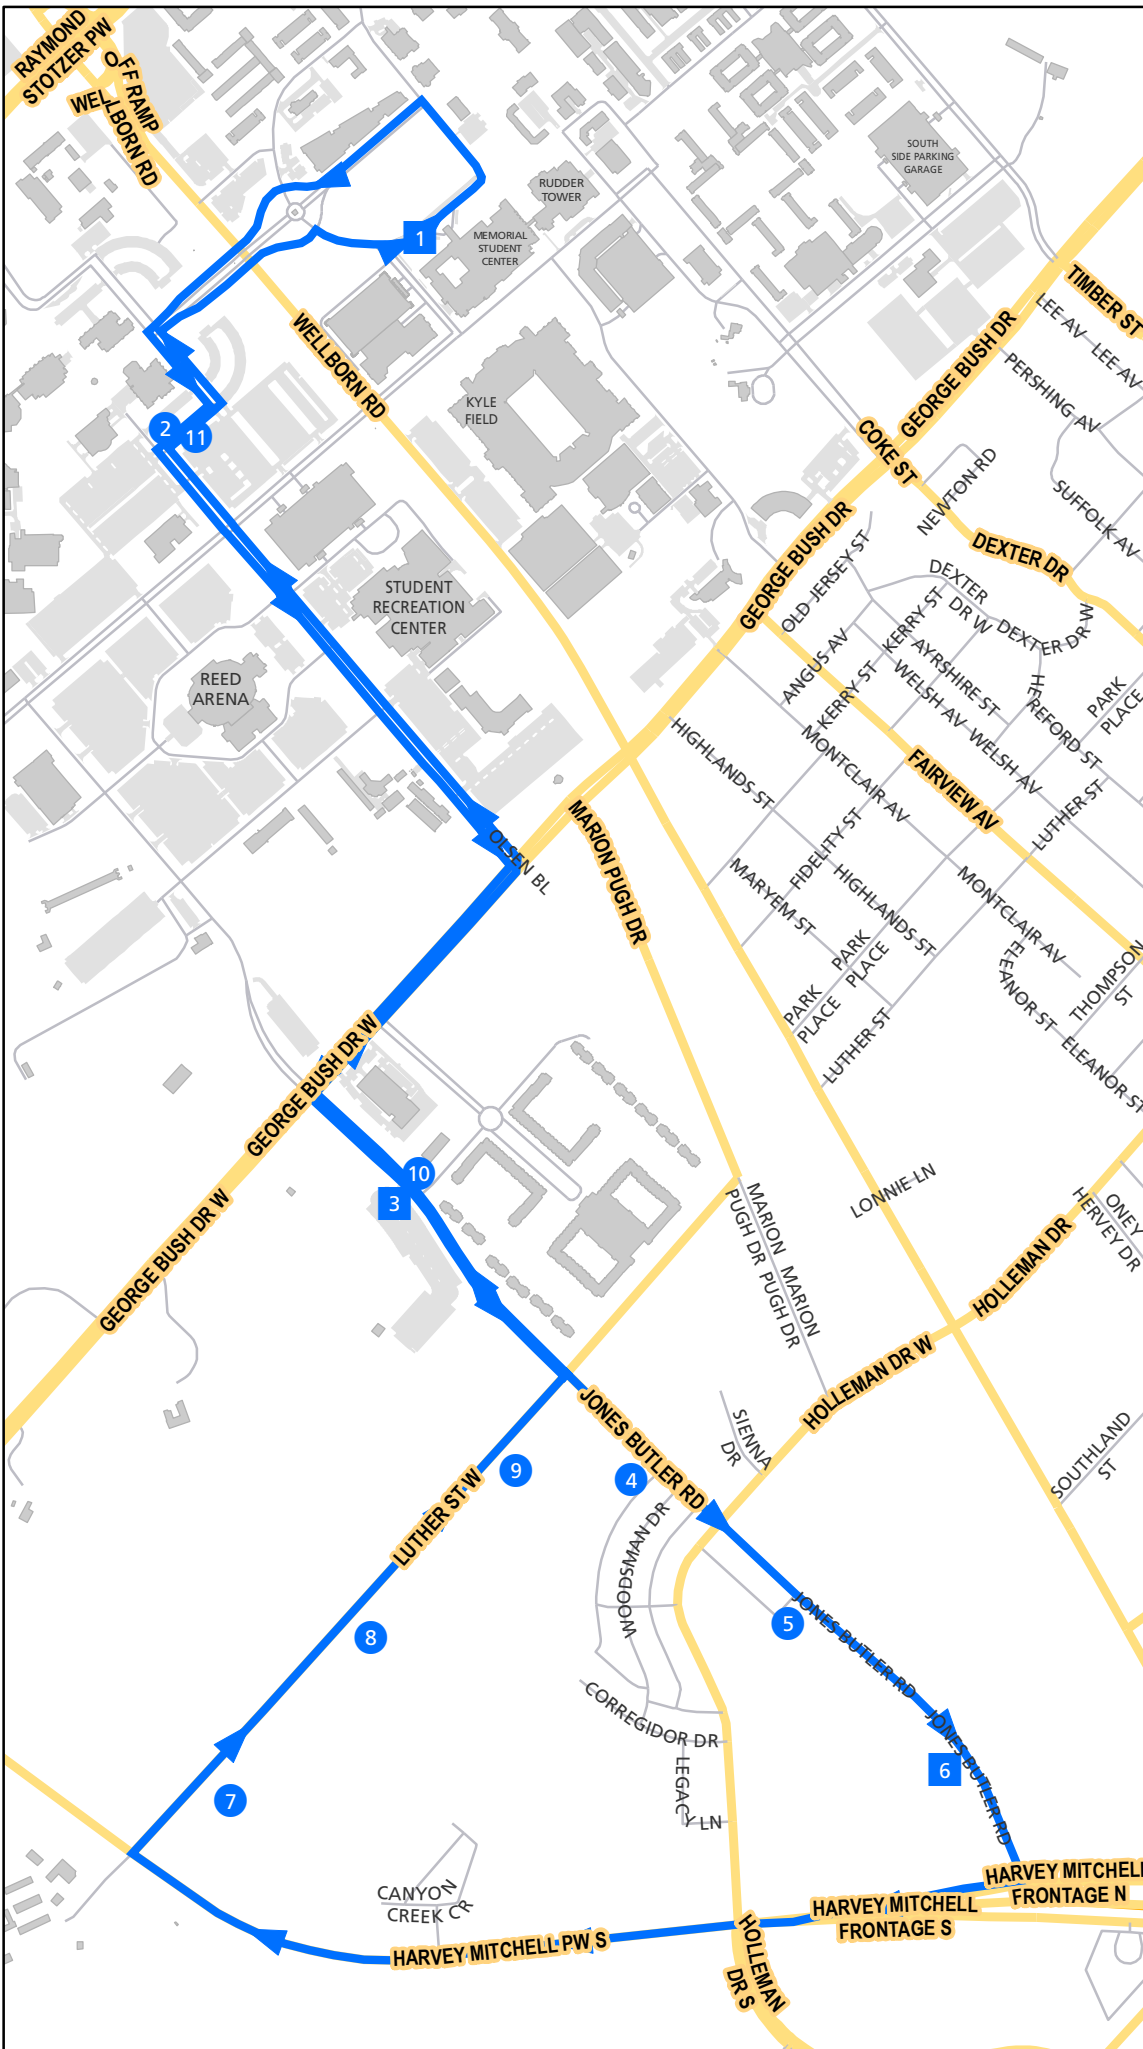 RAYMOND
STOTZER PW
OFF RAMP
WELLBORN RD
SOUTH
SIDE PARKING
GARAGE
RUDDER
TOWER
1
MEMORIAL
STUDENT
CENTER
TIMBER ST
LEE AV
LEE AV
WELLBORN RD
GEORGE BUSH DR
PERSHING AV
KYLE
FIELD
2
11
COKE ST
NEWTON RD
SUFFOLK AV
GEORGE BUSH DR
OLD JERSEY ST
DEXTER DR
DEXTER
DR W
DEXTER DR W
STUDENT
RECREATION
CENTER
KERRY ST
AYRSHIRE ST
ANGUS AV
WELSH AV
WELSH AV
HEREFORD ST
PARK
PLACE
REED
ARENA
KERRY ST
HIGHLANDS ST
MONTCLAIR AV
FAIRVIEW AV
LUTHER ST
OLSEN BL
MARION PUGH DR
FIDELITY ST
MARYEM ST
HIGHLANDS ST
MONTCLAIR AV
PARK
PLACE
ELEANOR ST
THOMPSON
ST
PARK
PLACE
LUTHER ST
ELEANOR ST
GEORGE BUSH DR W
10
3
GEORGE BUSH DR W
LONNIE LN
MARION
PUGH DR
MARION
PUGH DR
ONEY
HERVEY DR
HOLLEMAN DR
HOLLEMAN DR W
JONES BUTLER RD
SIENNA
DR
SOUTHLAND
ST
9
4
LUTHER ST W
WOODSMAN DR
8
5
JONES BUTLER RD
CORREGIDOR DR
JONES BUTLER RD
6
7
LEGACY LN
CANYON
CREEK CR
HARVEY MITCHELL
FRONTAGE N
HARVEY MITCHELL
FRONTAGE S
HARVEY MITCHELL PW S
HOLLEMAN
DR S